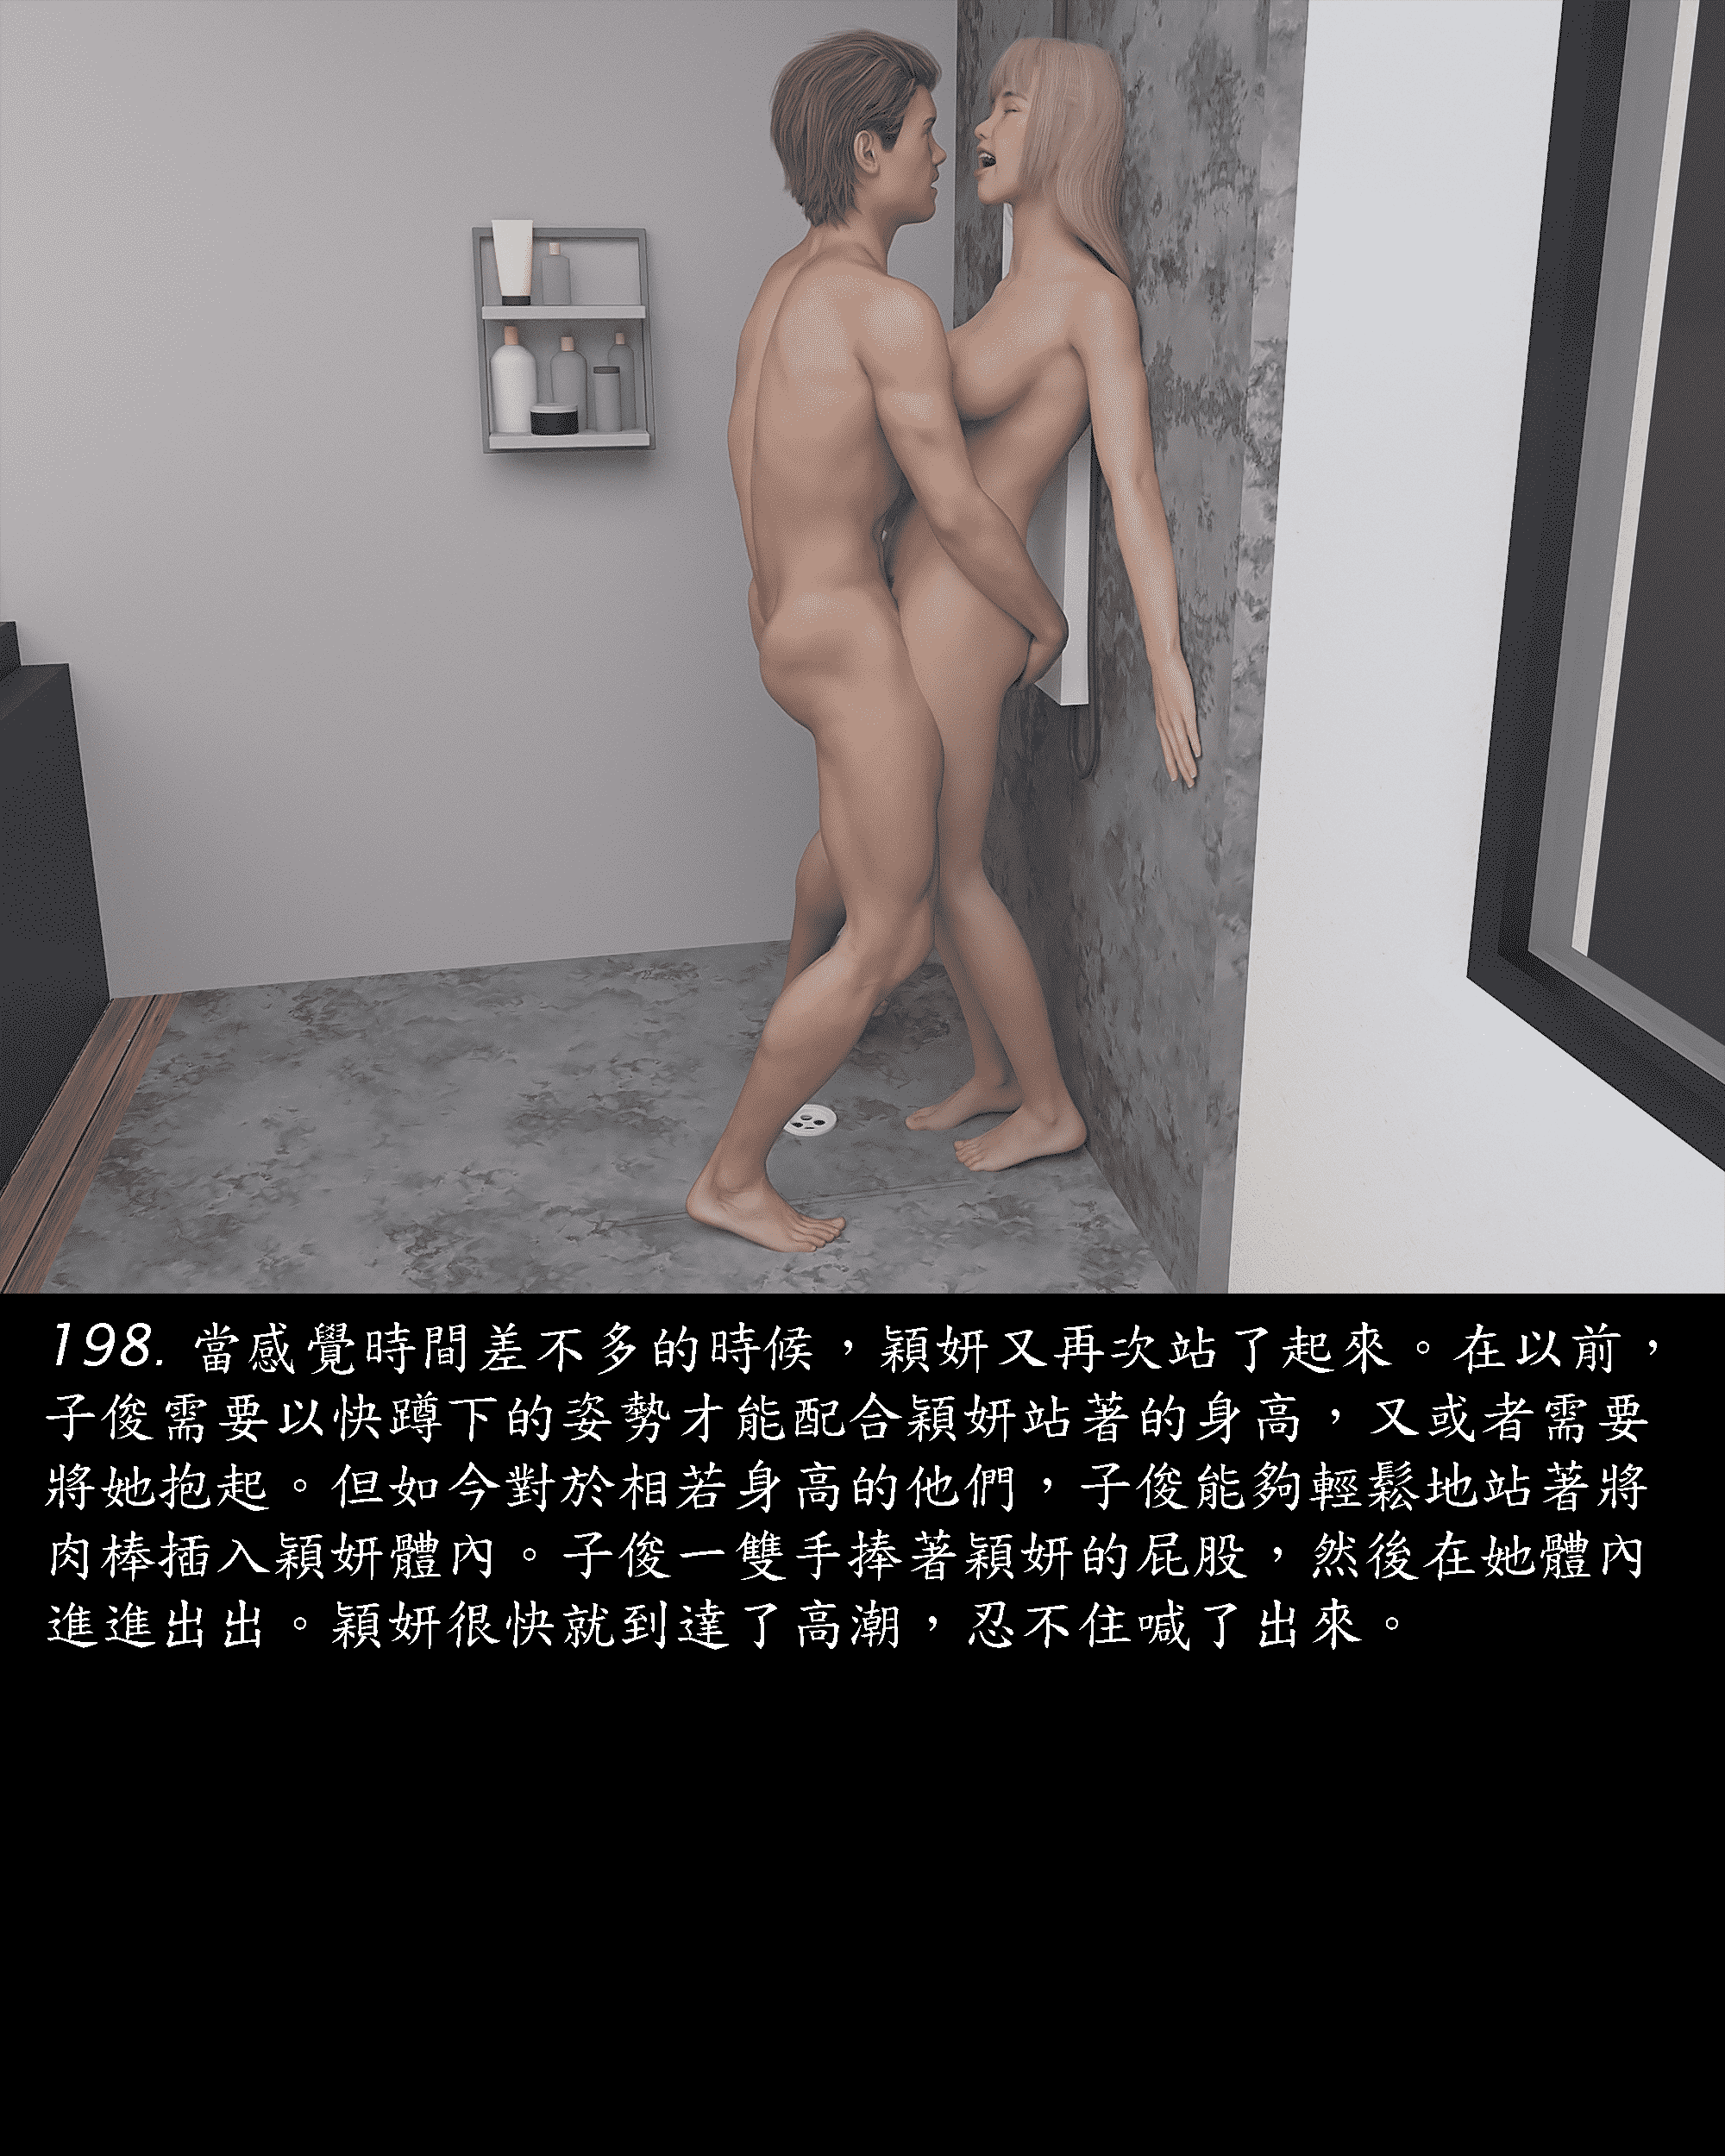 198. 當感覺時間差不多的時候，穎妍又再次站了起來。在以前，
子俊需要以快蹲下的姿勢才能配合穎妍站著的身高，又或者需要
將她抱起。但如今對於相若身高的他們，子俊能夠輕鬆地站著將
肉棒插入穎妍體內。子俊一雙手捧著穎妍的屁股，然後在她體內
進進出出。穎妍很快就到達了高潮，忍不住喊了出來。